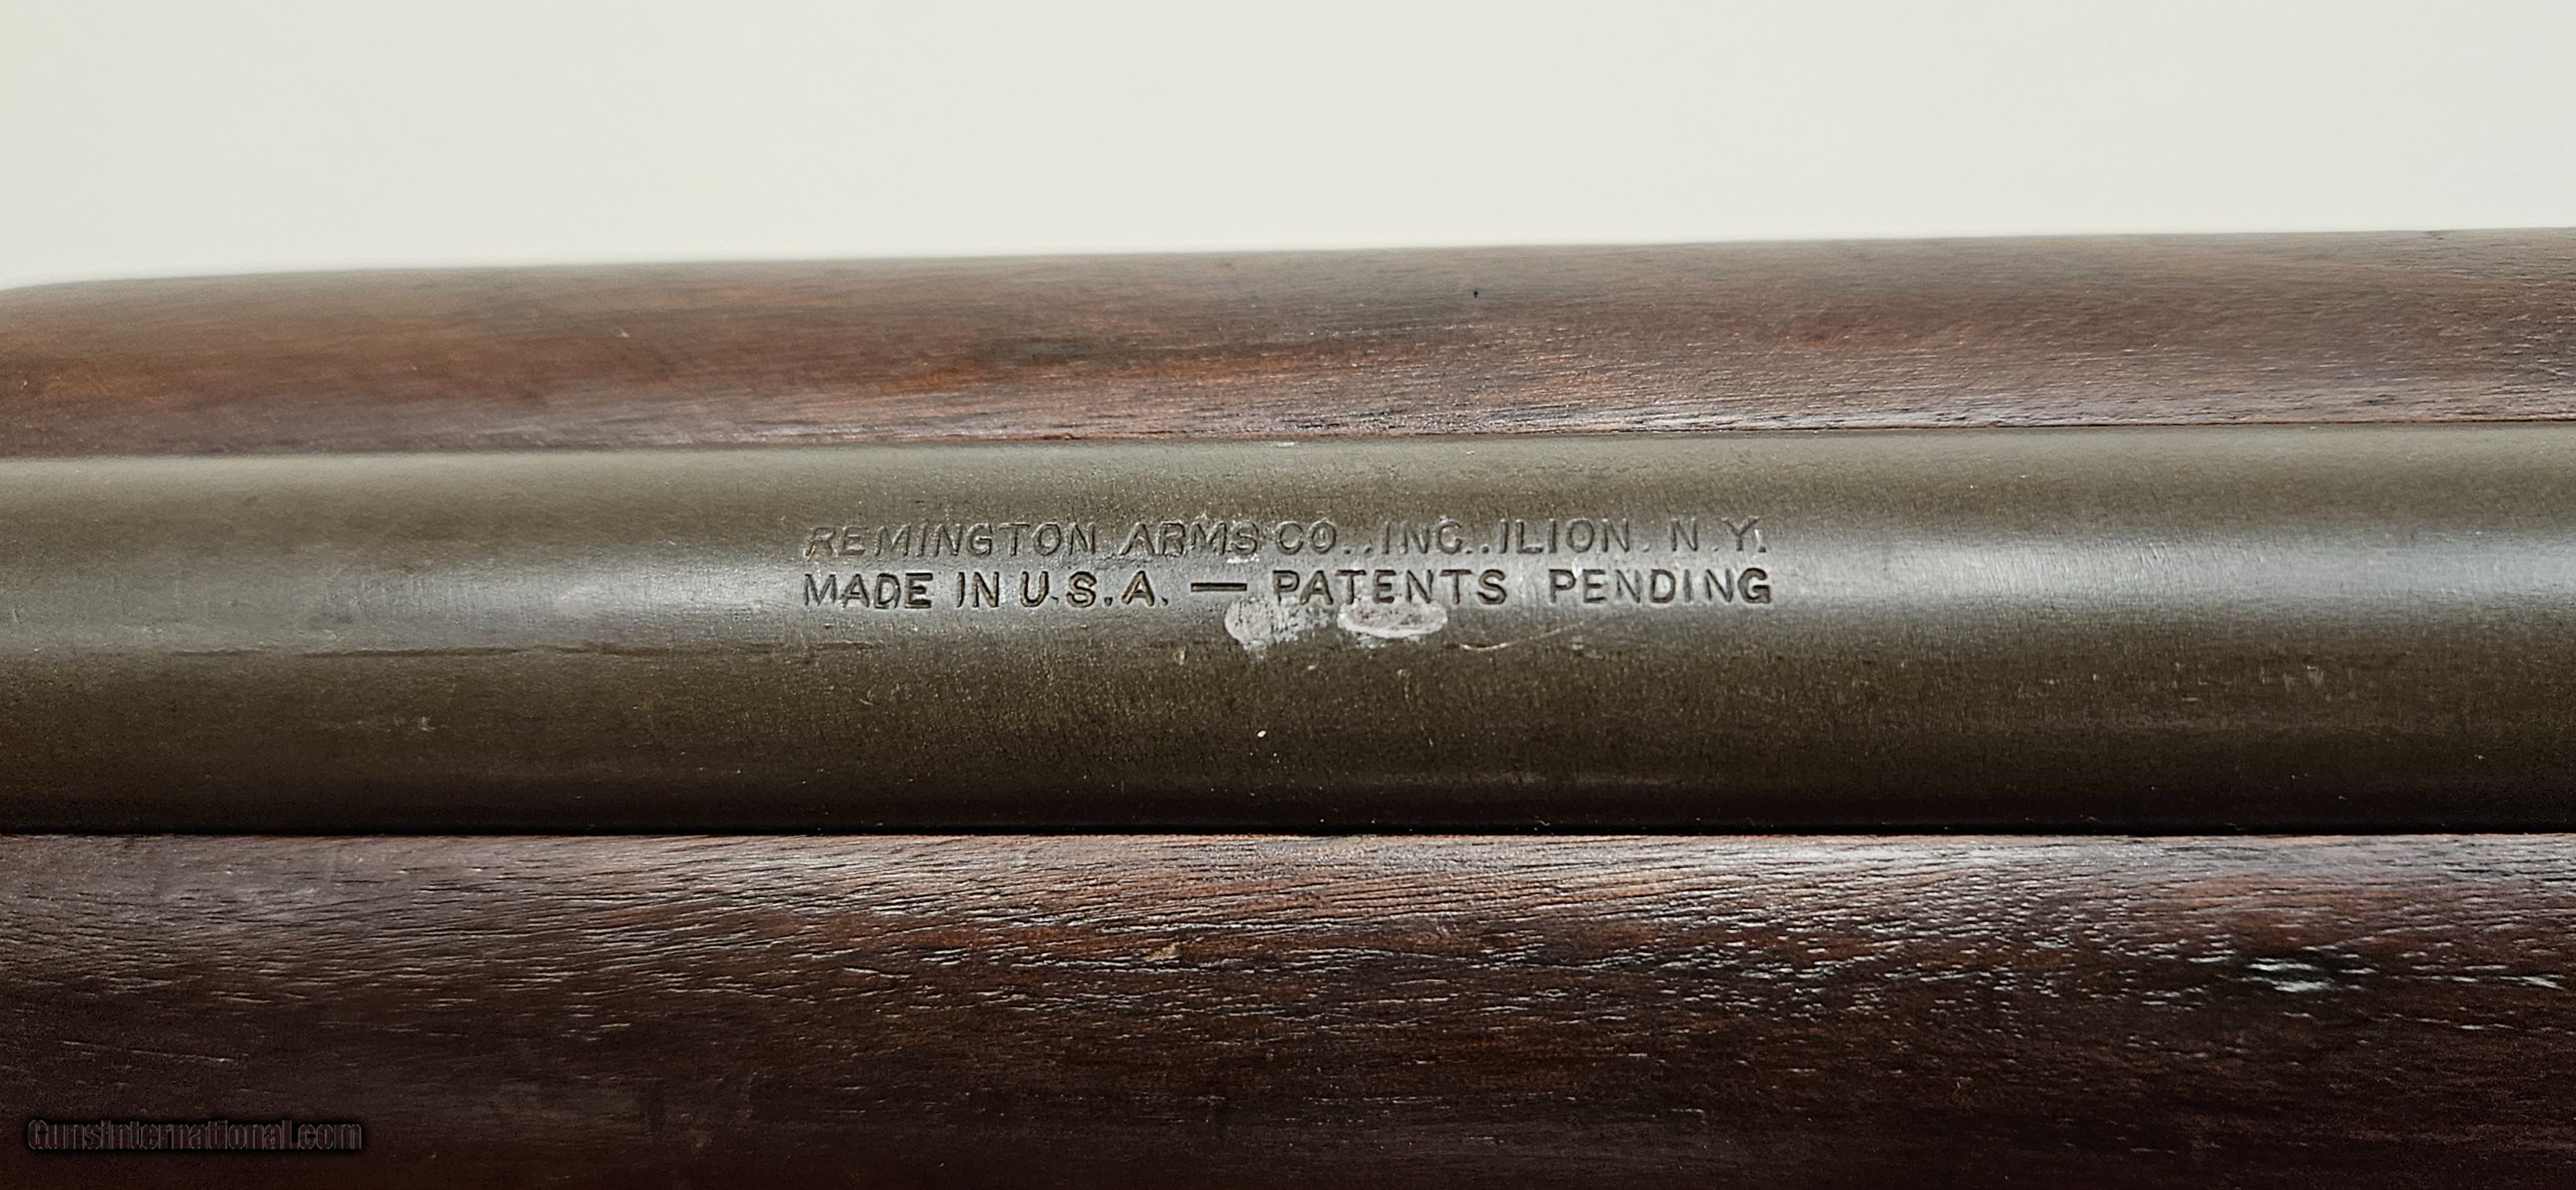 REMINGTON ARMS CO., INC., ILION, N.Y.
MADE IN U.S.A. — PATENTS PENDING
GunsInternational.com